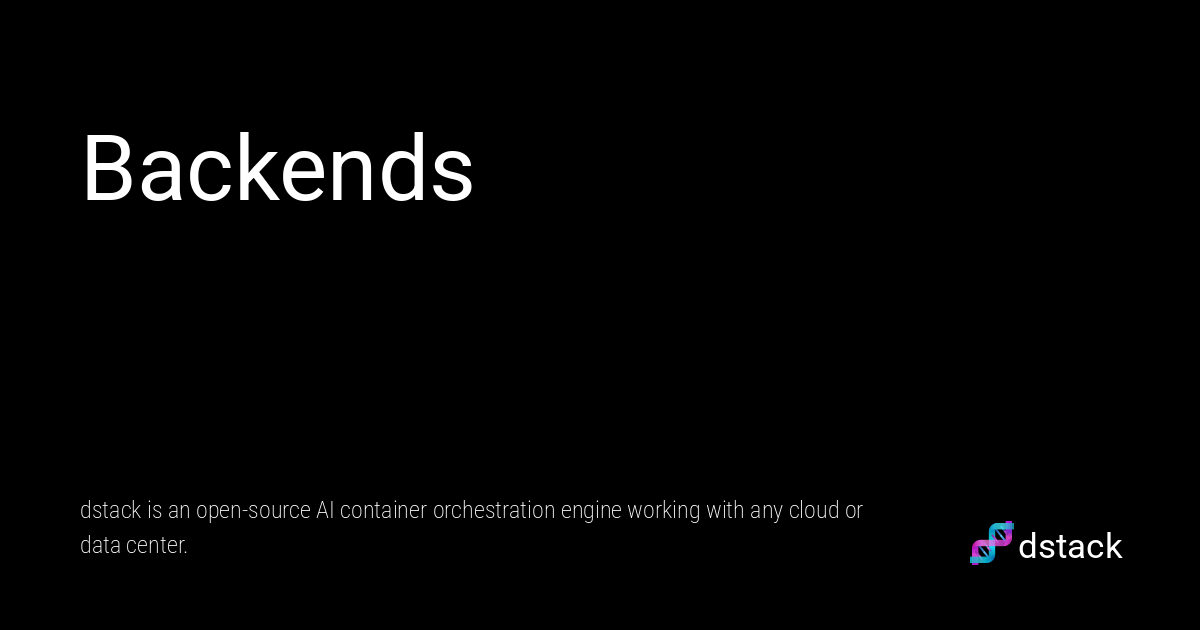 Backends
dstack is an open-source AI container orchestration engine working with any cloud or
data center.
dstack